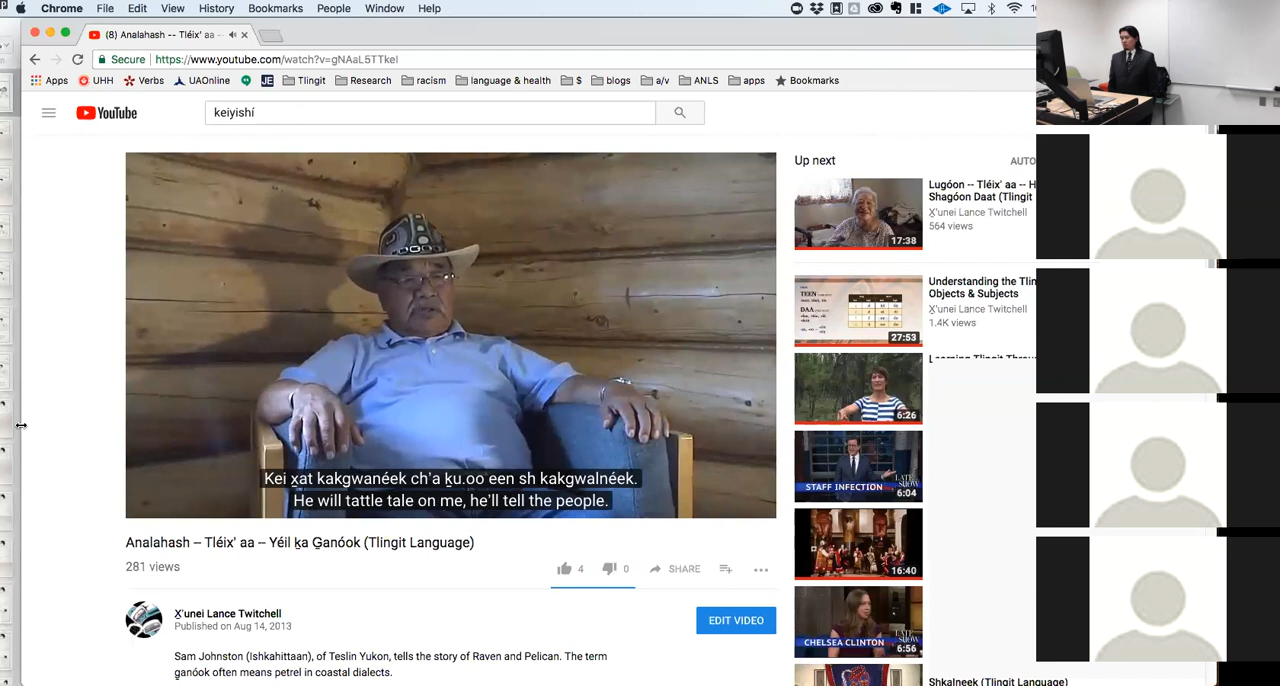 Chrome File Edit View History Bookmarks People Window Help
(8) Analahash -- Tléix' aa --
Secure https://www.youtube.com/watch?v=gNAaL5TTkeI
Apps UHH Verbs UAOnline JE Tlingit Research racism language & health $ blogs a/v ANLS apps Bookmarks
YouTube
keiyishí
Up next
AUTO
Kei x̱at kakgwanéek ch'a ḵu.oo een sh kakgwalnéek.
He will tattle tale on me, he'll tell the people.
Analahash -- Tléix' aa -- Yéil ḵa G̱anóok (Tlingit Language)
281 views
4 0 SHARE
X̱'unei Lance Twitchell
Published on Aug 14, 2013
EDIT VIDEO
Sam Johnston (Ishkahittaan), of Teslin Yukon, tells the story of Raven and Pelican. The term
g̱anóok often means petrel in coastal dialects.
Lugóon -- Tléix' aa -- H
Shagóon Daat (Tlingit
X̱'unei Lance Twitchell
564 views
17:38
Understanding the Tlin
Objects & Subjects
X̱'unei Lance Twitchell
1.4K views
27:53
6:26
STAFF INFECTION
LATE SHOW
6:04
16:40
CHELSEA CLINTON
LATE SHOW
6:56
Shkaĺneek (Tlingit Language)